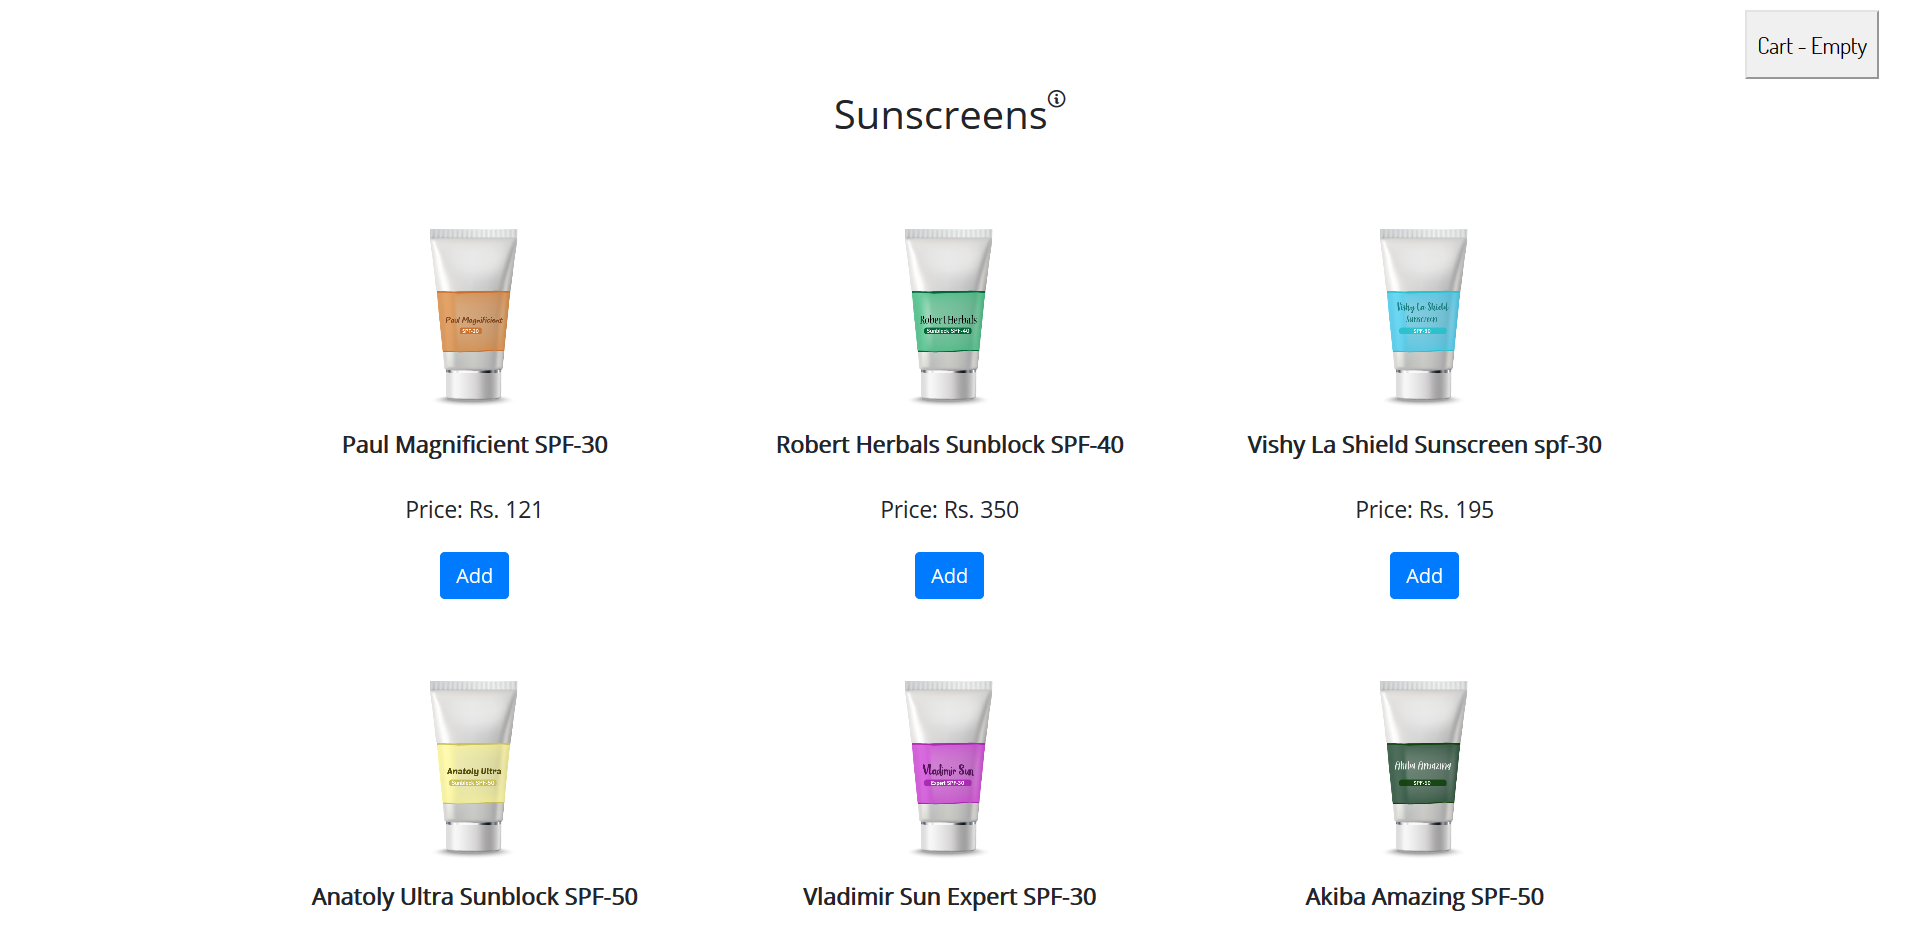 Cart - Empty
Sunscreens
Paul Magnificient
SPF-30
Robert Herbals
Sunblock SPF-40
Vishy La Shield
Sunscreen
SPF-30
Paul Magnificient SPF-30
Robert Herbals Sunblock SPF-40
Vishy La Shield Sunscreen spf-30
Price: Rs. 121
Price: Rs. 350
Price: Rs. 195
Add
Add
Add
Anatoly Ultra
Sunblock SPF-50
Vladimir Sun
Expert SPF-30
Akiba Amazing
SPF-50
Anatoly Ultra Sunblock SPF-50
Vladimir Sun Expert SPF-30
Akiba Amazing SPF-50